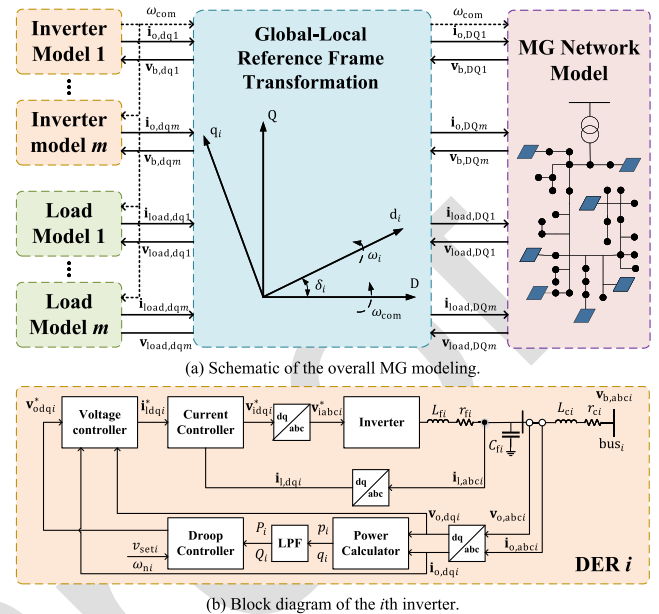 ω_com
Inverter
Model 1
i_o,dq1
v_b,dq1
Inverter
model m
i_o,dqm
v_b,dqm
Load
Model 1
i_load,dq1
v_load,dq1
Load
Model m
i_load,dqm
v_load,dqm
Global-Local
Reference Frame
Transformation
Q
q_i
d_i
ω_i
δ_i
D
ω_com
ω_com
i_o,DQ1
v_b,DQ1
i_o,DQm
v_b,DQm
i_load,DQ1
v_load,DQ1
i_load,DQm
v_load,DQm
MG Network
Model
(a) Schematic of the overall MG modeling.
v*_odqi
Voltage
controller
i*_ldqi
Current
Controller
v*_idqi
dq
abc
v*_iabci
Inverter
L_fi
r_fi
C_fi
L_ci
r_ci
v_b,abci
bus_i
i_l,dqi
dq
abc
i_l,abci
v_o,dqi
v_o,abci
i_o,abci
v_seti
ω_ni
Droop
Controller
P_i
Q_i
LPF
p_i
q_i
Power
Calculator
dq
abc
i_o,dqi
DER i
(b) Block diagram of the ith inverter.